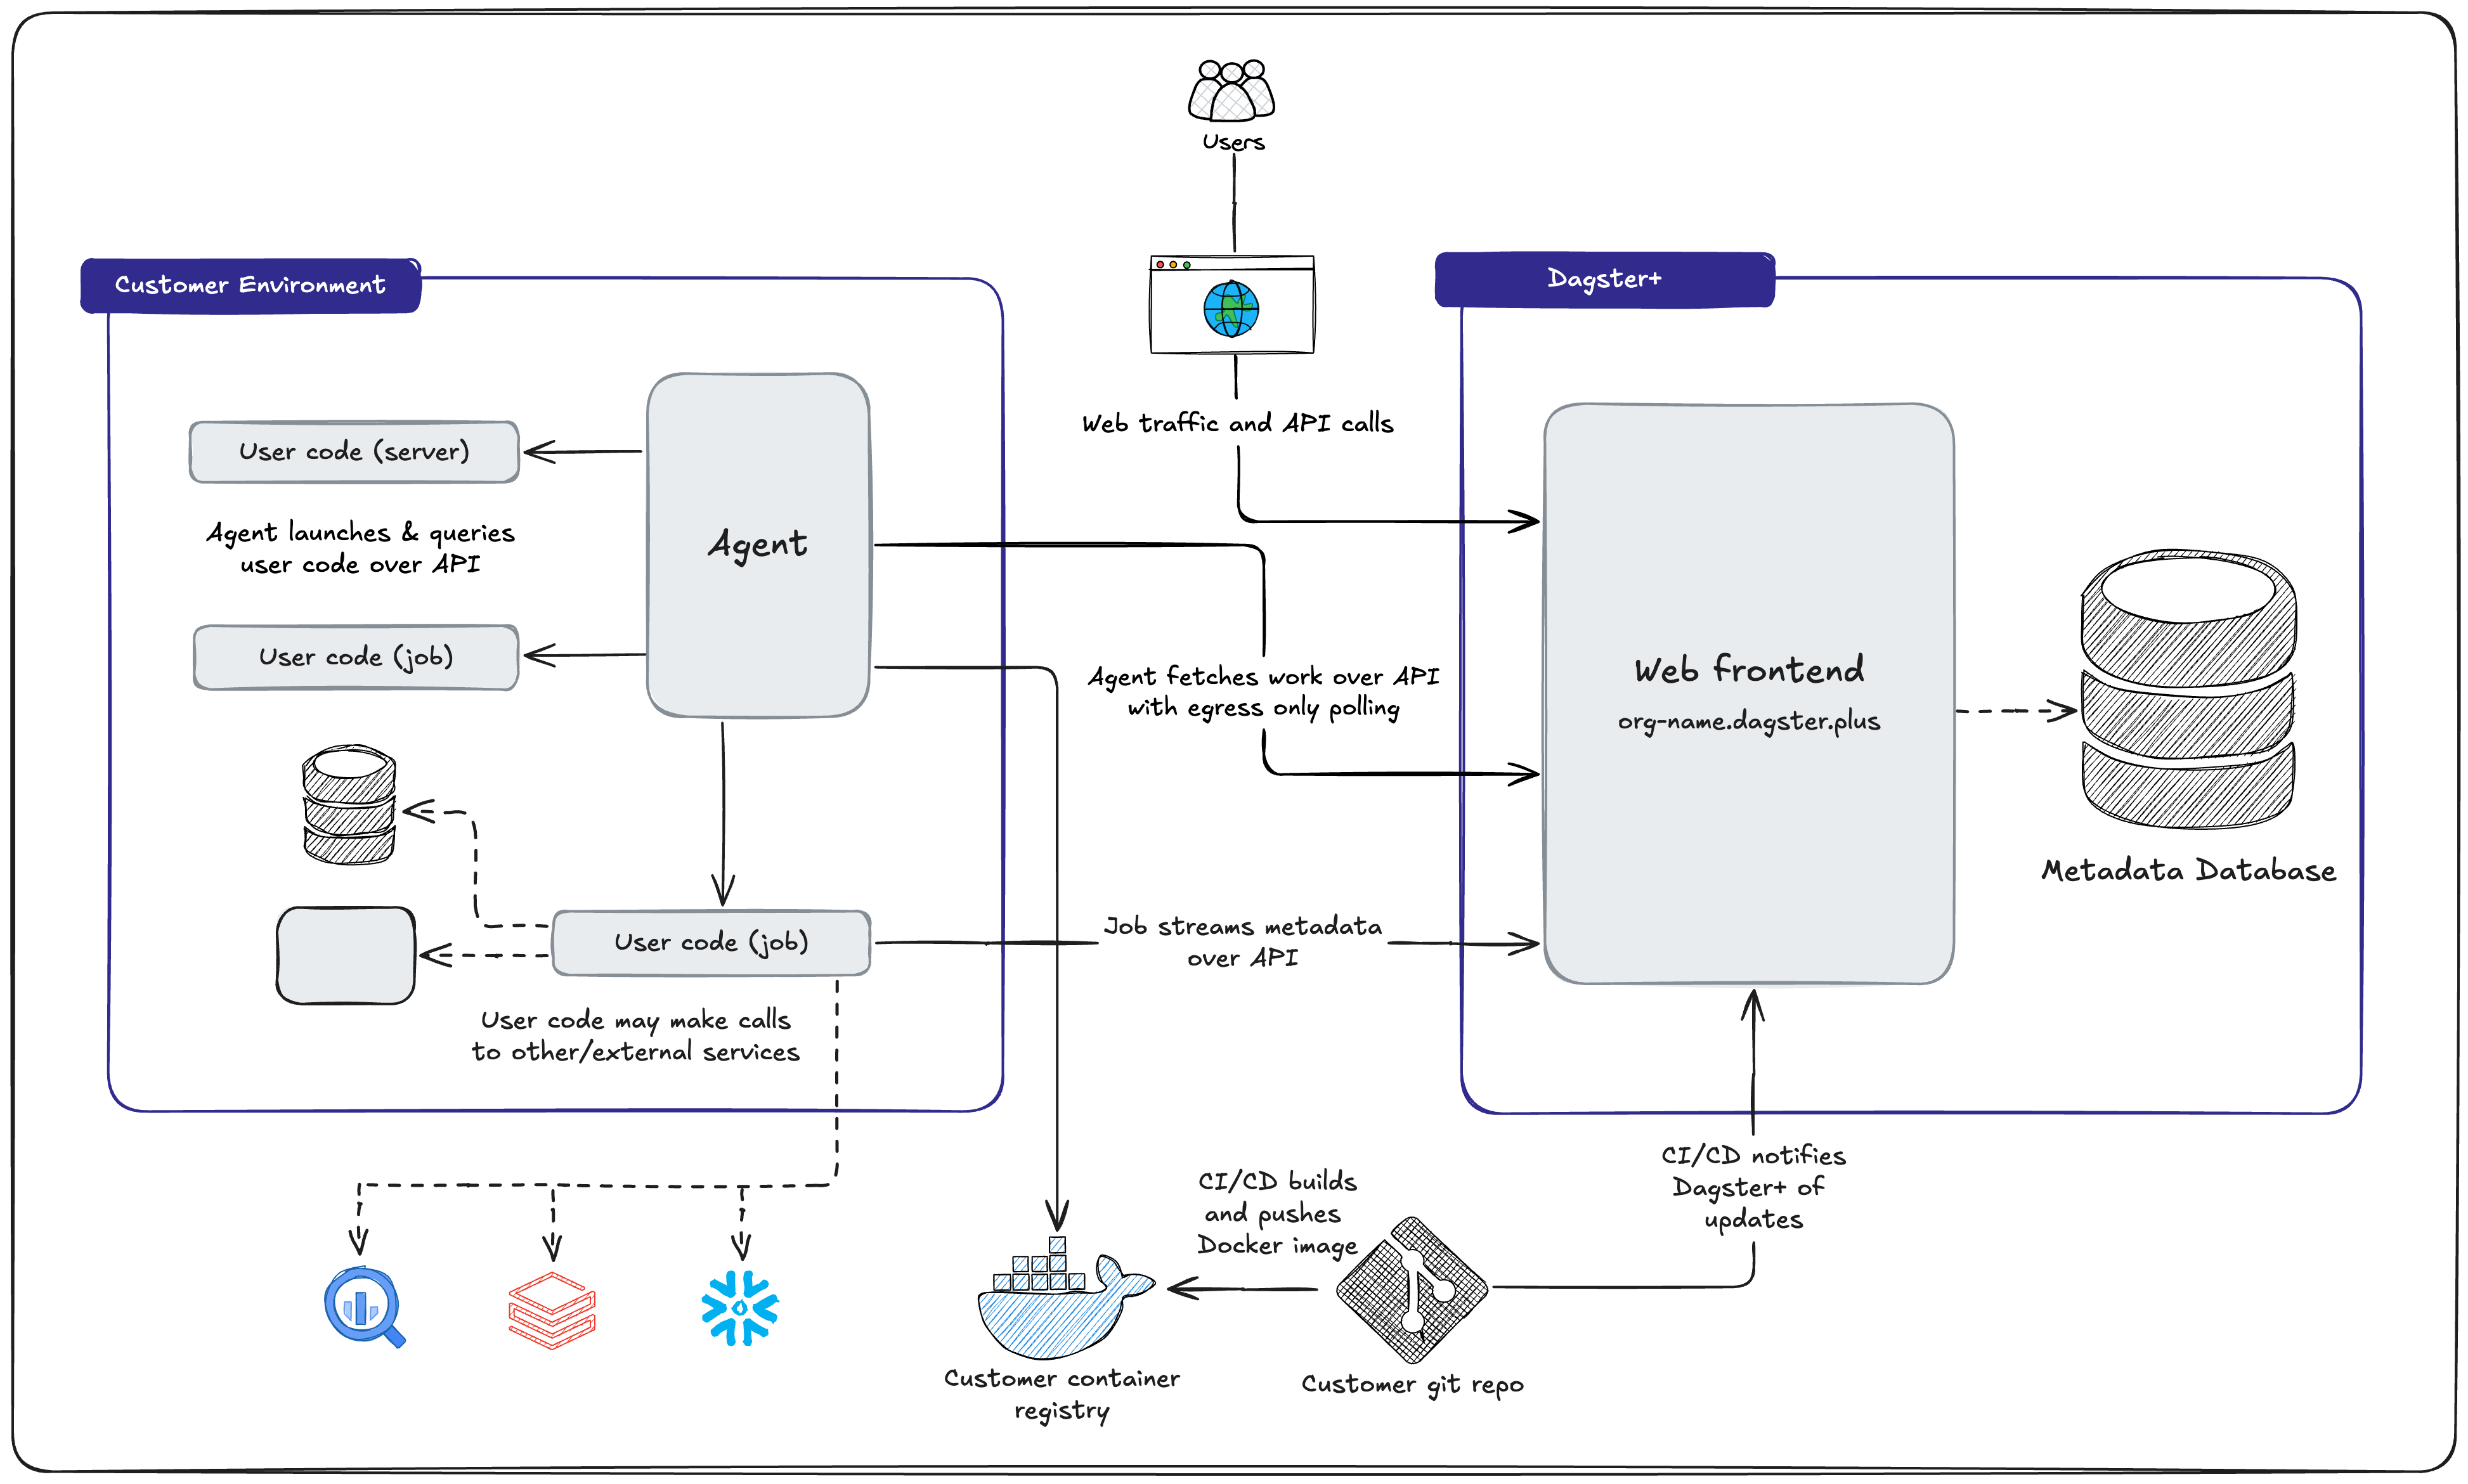 Users
Customer Environment
Dagster+
Web traffic and API calls
User code (server)
Agent launches & queries
user code over API
Agent
User code (job)
Agent fetches work over API
with egress only polling
Web frontend
org-name.dagster.plus
Metadata Database
User code (job)
Job streams metadata
over API
User code may make calls
to other/external services
CI/CD builds
and pushes
Docker image
CI/CD notifies
Dagster+ of
updates
Customer container
registry
Customer git repo